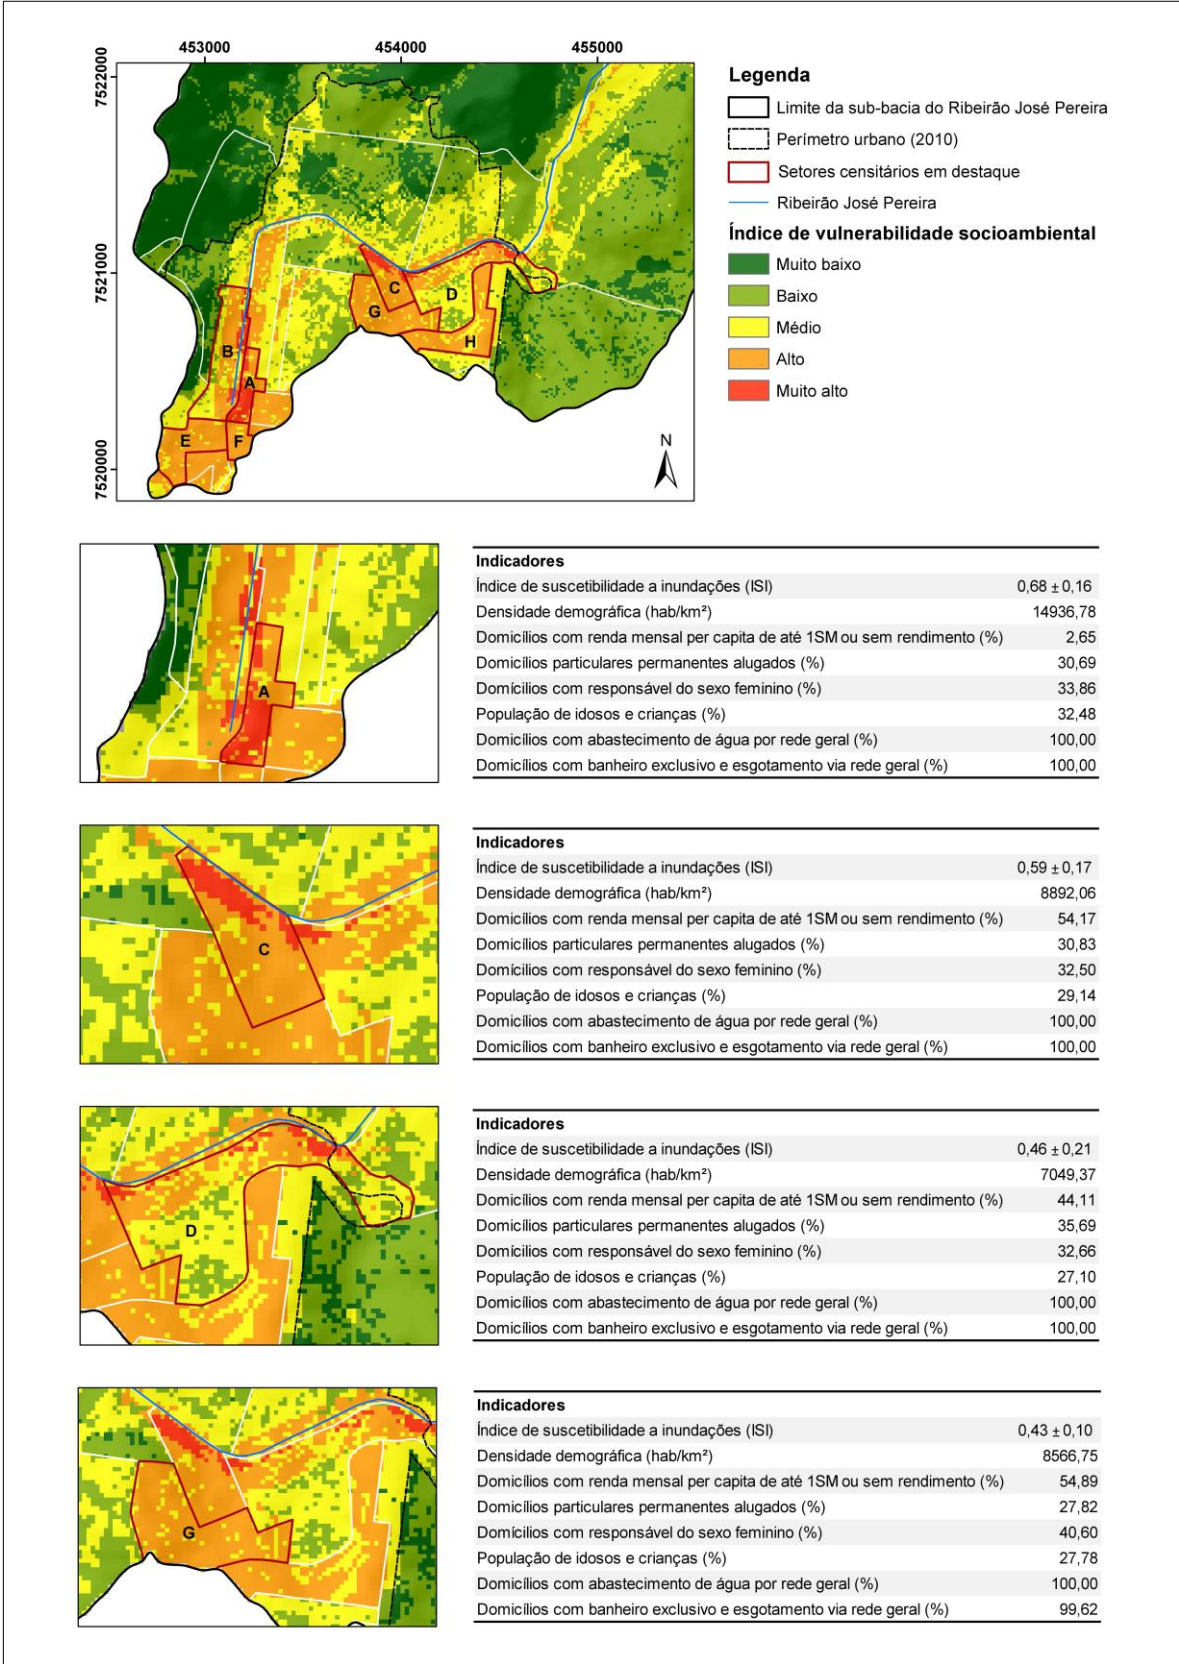 453000 454000 455000
7522000
7521000
7520000
B
A
E
F
C
G
D
H
N
Legenda
Limite da sub-bacia do Ribeirão José Pereira
Perímetro urbano (2010)
Setores censitários em destaque
Ribeirão José Pereira
Índice de vulnerabilidade socioambiental
Muito baixo
Baixo
Médio
Alto
Muito alto
A
Indicadores
Índice de suscetibilidade a inundações (ISI) 0,68 ± 0,16
Densidade demográfica (hab/km²) 14936,78
Domicílios com renda mensal per capita de até 1SM ou sem rendimento (%) 2,65
Domicílios particulares permanentes alugados (%) 30,69
Domícilios com responsável do sexo feminino (%) 33,86
População de idosos e crianças (%) 32,48
Domicílios com abastecimento de água por rede geral (%) 100,00
Domicílios com banheiro exclusivo e esgotamento via rede geral (%) 100,00
C
Indicadores
Índice de suscetibilidade a inundações (ISI) 0,59 ± 0,17
Densidade demográfica (hab/km²) 8892,06
Domicílios com renda mensal per capita de até 1SM ou sem rendimento (%) 54,17
Domicílios particulares permanentes alugados (%) 30,83
Domícilios com responsável do sexo feminino (%) 32,50
População de idosos e crianças (%) 29,14
Domicílios com abastecimento de água por rede geral (%) 100,00
Domicílios com banheiro exclusivo e esgotamento via rede geral (%) 100,00
D
Indicadores
Índice de suscetibilidade a inundações (ISI) 0,46 ± 0,21
Densidade demográfica (hab/km²) 7049,37
Domicílios com renda mensal per capita de até 1SM ou sem rendimento (%) 44,11
Domicílios particulares permanentes alugados (%) 35,69
Domícilios com responsável do sexo feminino (%) 32,66
População de idosos e crianças (%) 27,10
Domicílios com abastecimento de água por rede geral (%) 100,00
Domicílios com banheiro exclusivo e esgotamento via rede geral (%) 100,00
G
Indicadores
Índice de suscetibilidade a inundações (ISI) 0,43 ± 0,10
Densidade demográfica (hab/km²) 8566,75
Domicílios com renda mensal per capita de até 1SM ou sem rendimento (%) 54,89
Domicílios particulares permanentes alugados (%) 27,82
Domícilios com responsável do sexo feminino (%) 40,60
População de idosos e crianças (%) 27,78
Domicílios com abastecimento de água por rede geral (%) 100,00
Domicílios com banheiro exclusivo e esgotamento via rede geral (%) 99,62